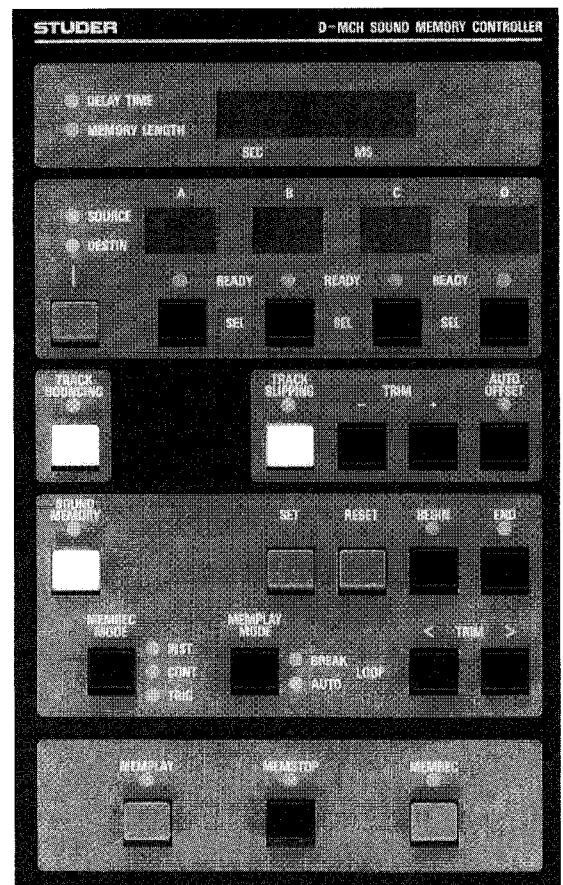 STUDER D-MCH SOUND MEMORY CONTROLLER
DELAY TIME
MEMORY LENGTH
SEC MS
A B C D
SOURCE
DESTIN
READY READY READY
SEL SEL SEL
TRACK BOUNCING
TRACK SLIPPING
- TRIM +
AUTO OFFSET
SOUND MEMORY
SET RESET BEGIN END
MEMREC MODE
INST
CONT
TRIG
MEMPLAY MODE
BREAK
AUTO
LOOP
< TRIM >
MEMPLAY MEMSTOP MEMREC